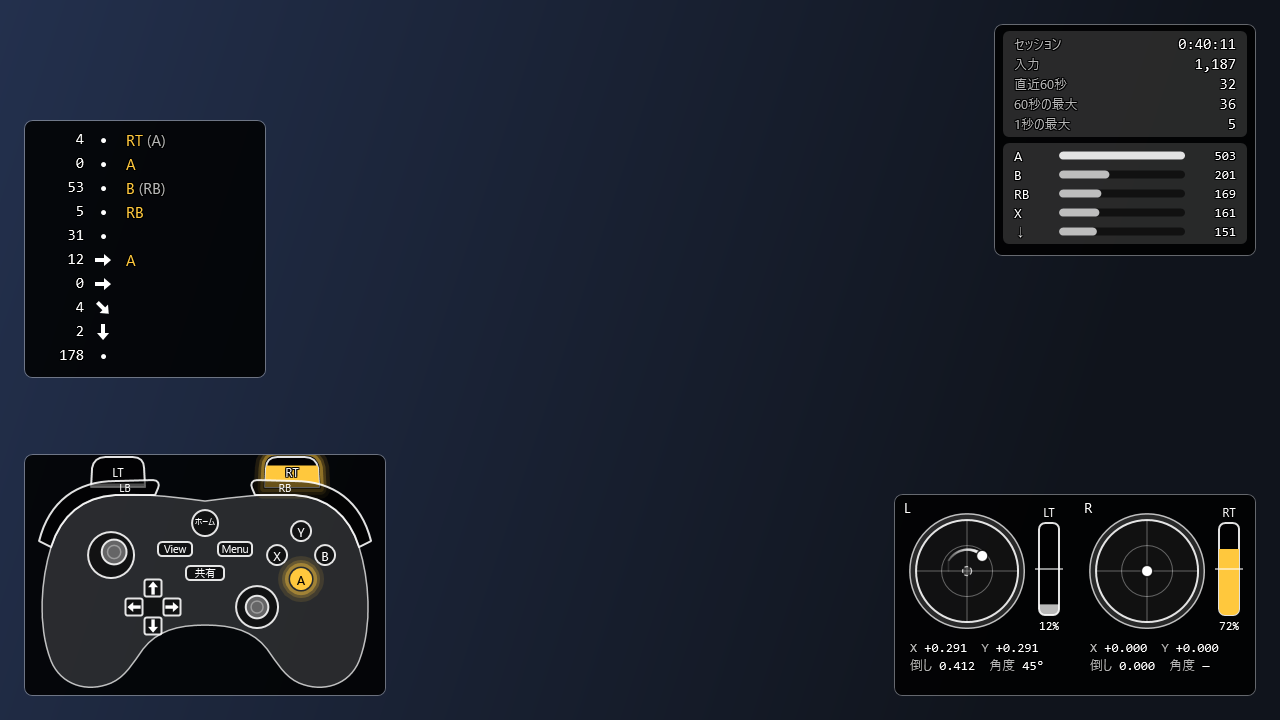 セッション 0:40:11
入力 1,187
直近60秒 32
60秒の最大 36
1秒の最大 5
A 503
B 201
RB 169
X 161
↓ 151
4 • RT (A)
0 • A
53 • B (RB)
5 • RB
31 •
12 → A
0 →
4 ↘
2 ↓
178 •
LT RT
LB RB
ホーム
Y
View Menu
X B
共有
A
L LT R RT
12% 72%
X +0.291 Y +0.291 X +0.000 Y +0.000
倒し 0.412 角度 45° 倒し 0.000 角度 —